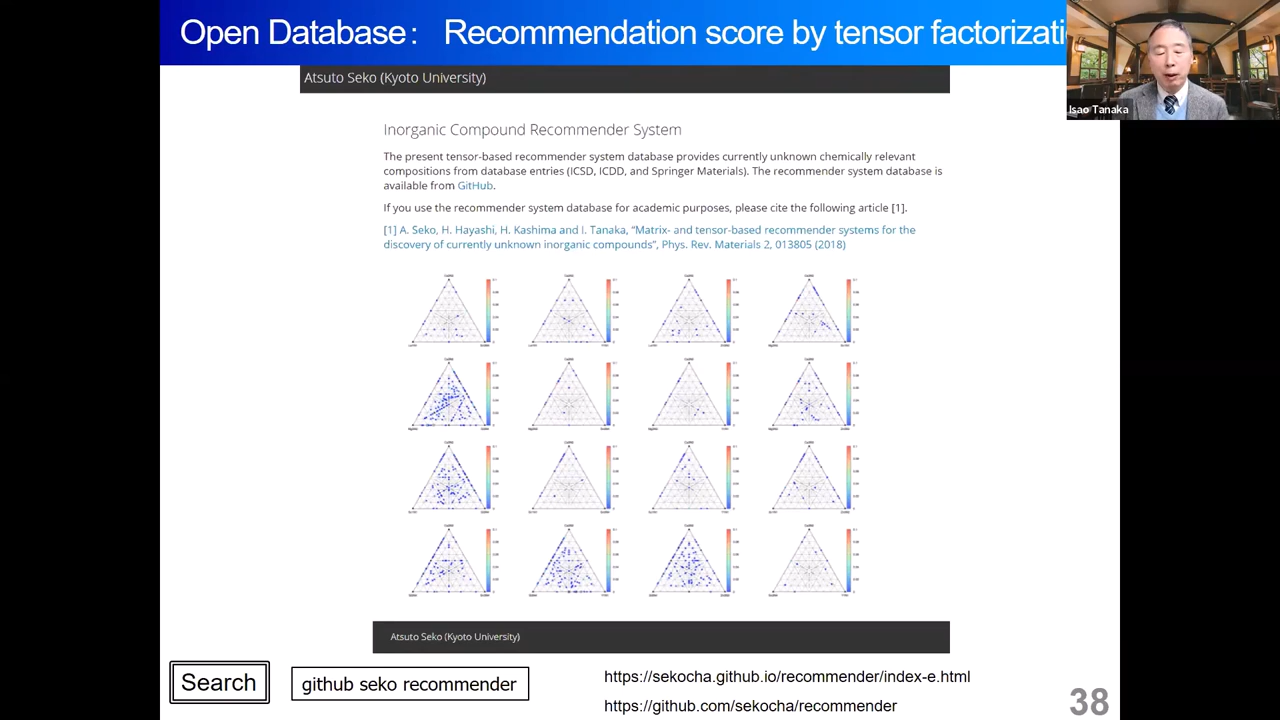 Open Database： Recommendation score by tensor factorizati
Isao Tanaka
Atsuto Seko (Kyoto University)
Inorganic Compound Recommender System
The present tensor-based recommender system database provides currently unknown chemically relevant
compositions from database entries (ICSD, ICDD, and Springer Materials). The recommender system database is
available from GitHub.
If you use the recommender system database for academic purposes, please cite the following article [1].
[1] A. Seko, H. Hayashi, H. Kashima and I. Tanaka, "Matrix- and tensor-based recommender systems for the
discovery of currently unknown inorganic compounds", Phys. Rev. Materials 2, 013805 (2018)
Atsuto Seko (Kyoto University)
Search
github seko recommender
https://sekocha.github.io/recommender/index-e.html
https://github.com/sekocha/recommender
38